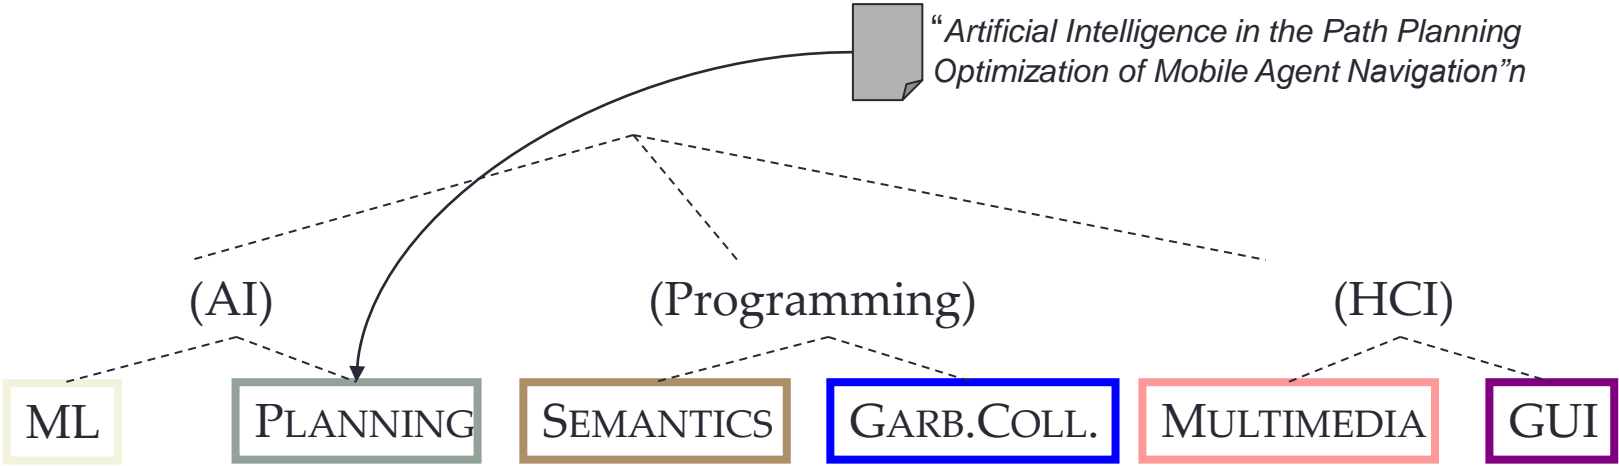 “Artificial Intelligence in the Path Planning
Optimization of Mobile Agent Navigation”n
(AI) (Programming) (HCI)
ML PLANNING SEMANTICS GARB.COLL. MULTIMEDIA GUI